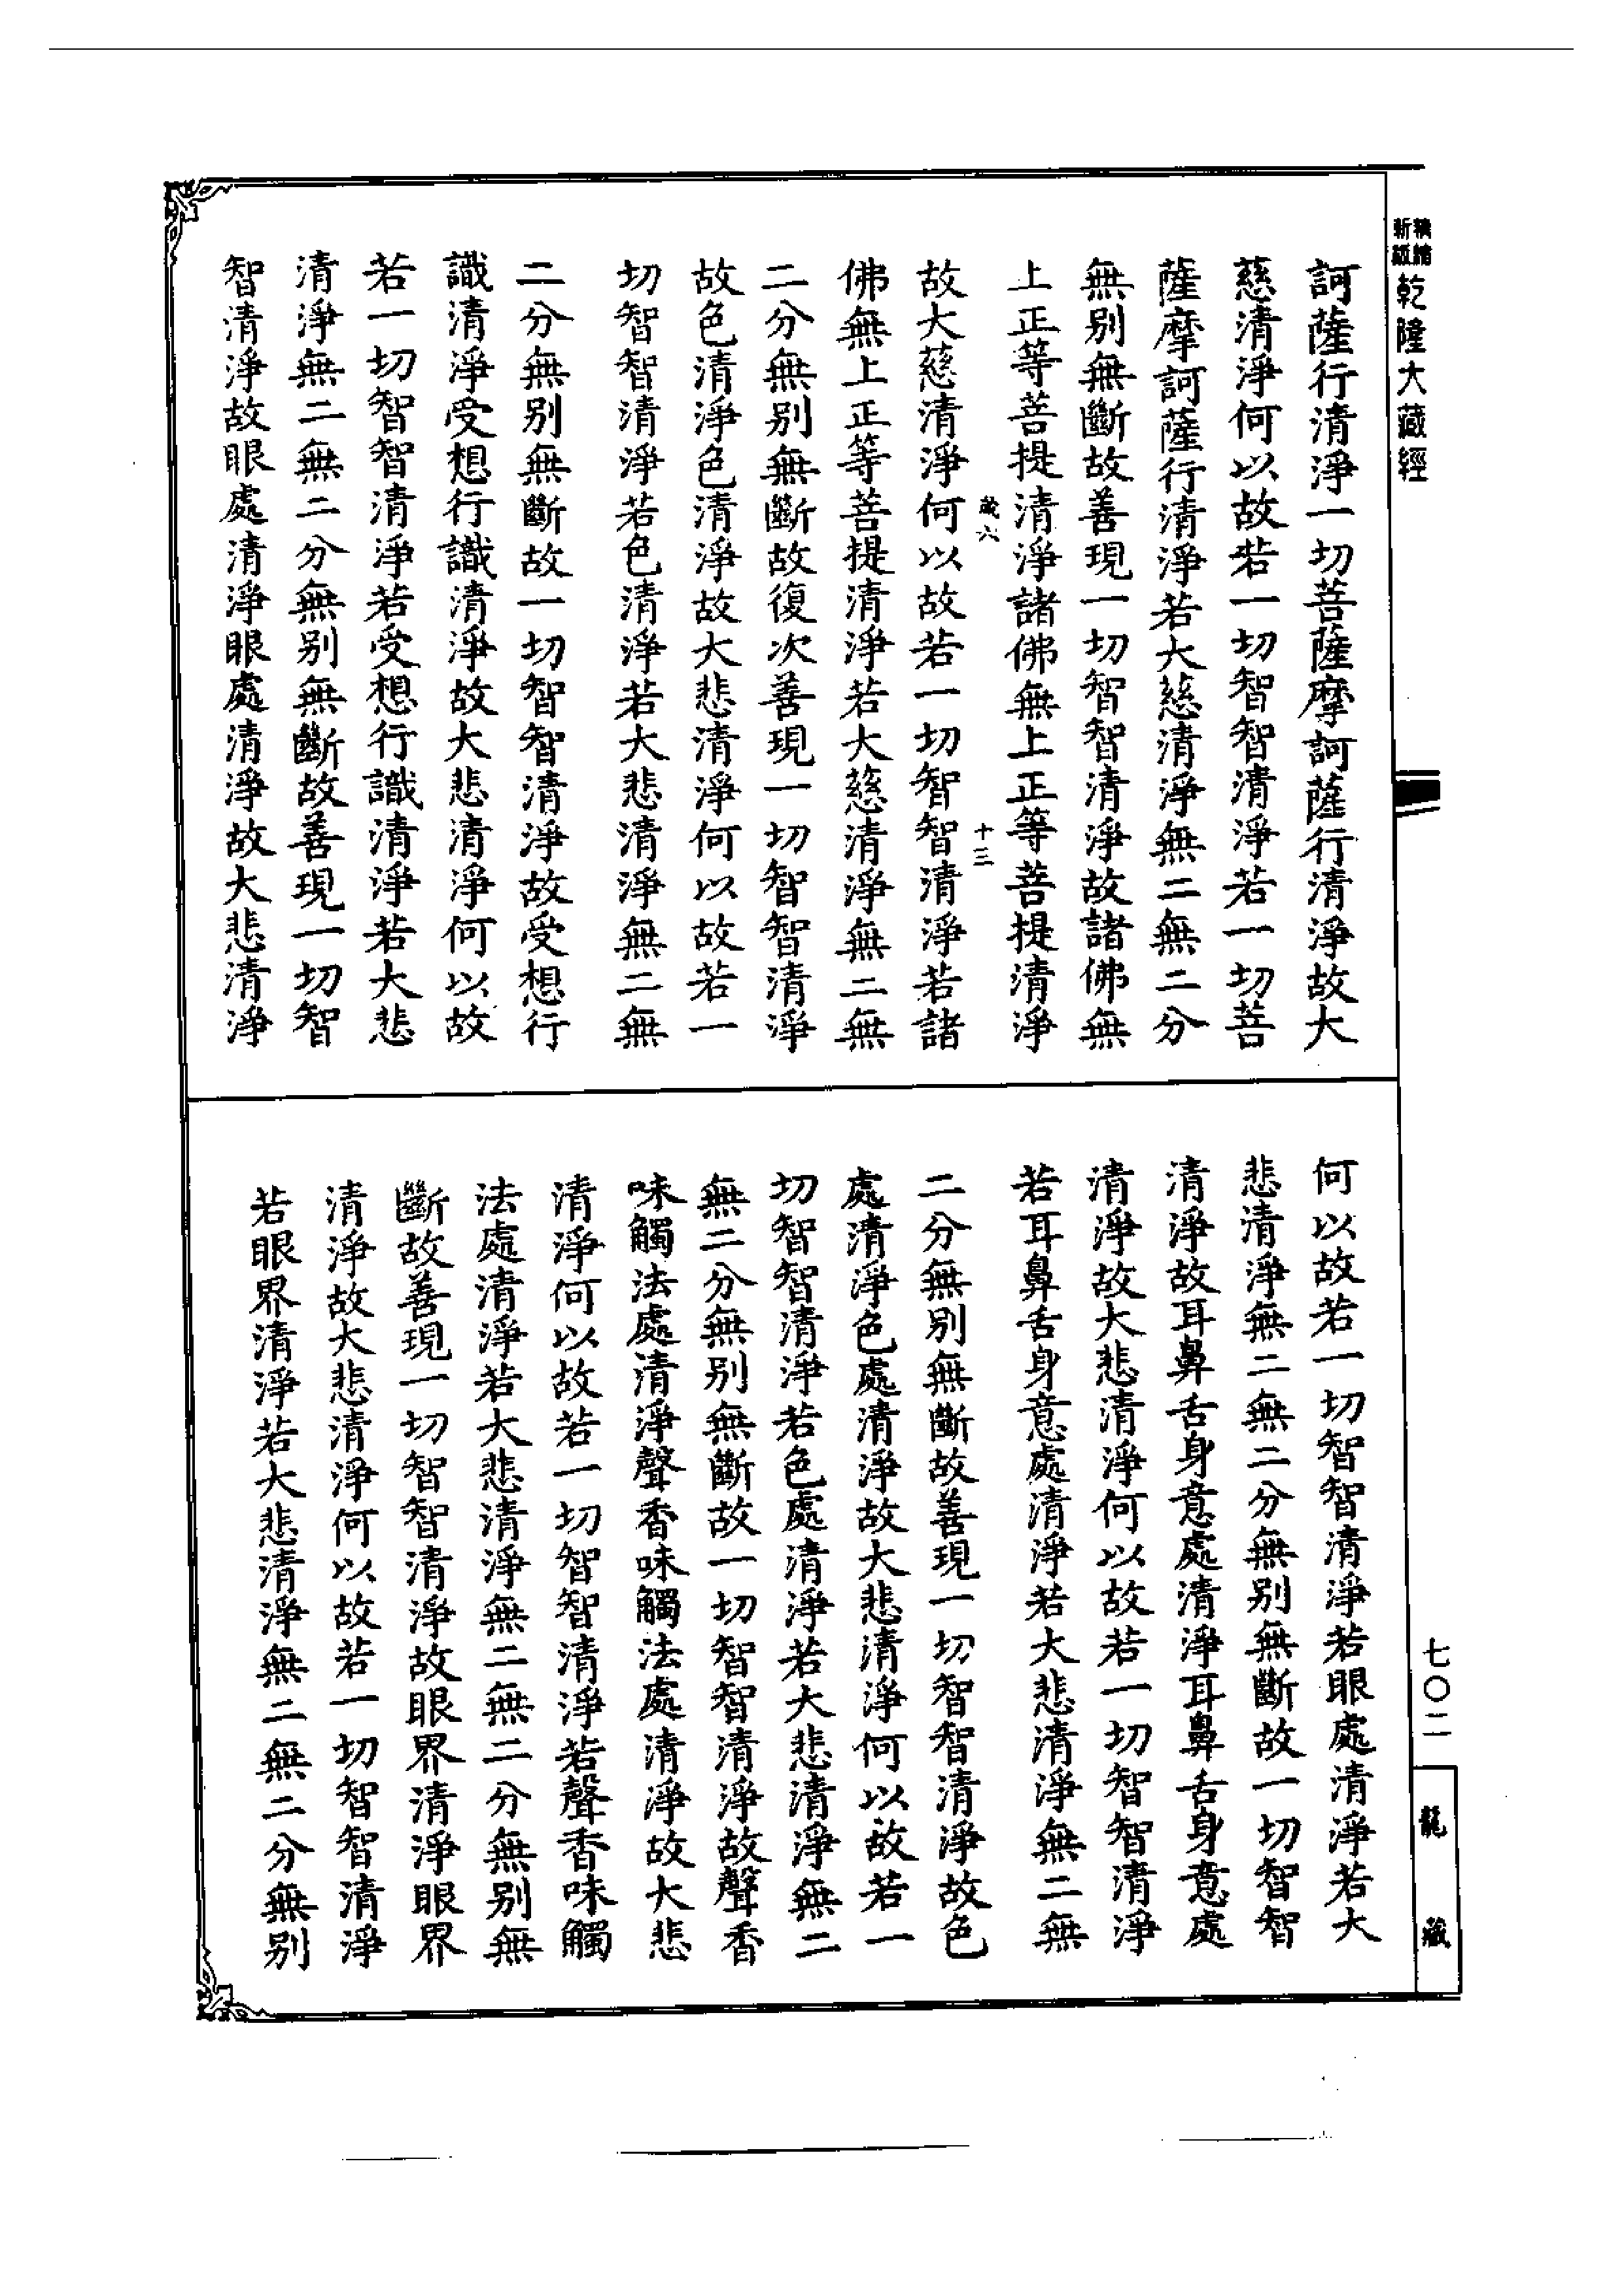 乾隆大藏經
訶薩行清淨一切菩薩摩訶薩行清淨故大
慈清淨何以故若一切智智清淨若一切菩
薩摩訶薩行清淨若大慈清淨無二無二分
無別無斷故善現一切智智清淨故諸佛無
上正等菩提清淨諸佛無上正等菩提清淨
十三
故大慈清淨何以故若一切智智清淨若諸
佛無上正等菩提清淨若大慈清淨無二無
二分無別無斷故復次善現一切智智清淨
故色清淨色清淨故大悲清淨何以故若一
切智智清淨若色清淨若大悲清淨無二無
二分無別無斷故一切智智清淨故受想行
識清淨受想行識清淨故大悲清淨何以故
若一切智智清淨若受想行識清淨若大悲
清淨無二無二分無別無斷故善現一切智
智清淨故眼處清淨眼處清淨故大悲清淨
何以故若一切智智清淨若眼處清淨若大
悲清淨無二無二分無別無斷故一切智智
清淨故耳鼻舌身意處清淨耳鼻舌身意處
清淨故大悲清淨何以故若一切智智清淨
若耳鼻舌身意處清淨若大悲清淨無二無
二分無別無斷故善現一切智智清淨故色
處清淨色處清淨故大悲清淨何以故若一
切智智清淨若色處清淨若大悲清淨無二
無二分無別無斷故一切智智清淨故聲香
味觸法處清淨聲香味觸法處清淨故大悲
清淨何以故若一切智智清淨若聲香味觸
法處清淨若大悲清淨無二無二分無別無
斷故善現一切智智清淨故眼界清淨眼界
清淨故大悲清淨何以故若一切智智清淨
若眼界清淨若大悲清淨無二無二分無別
七〇二
龍藏